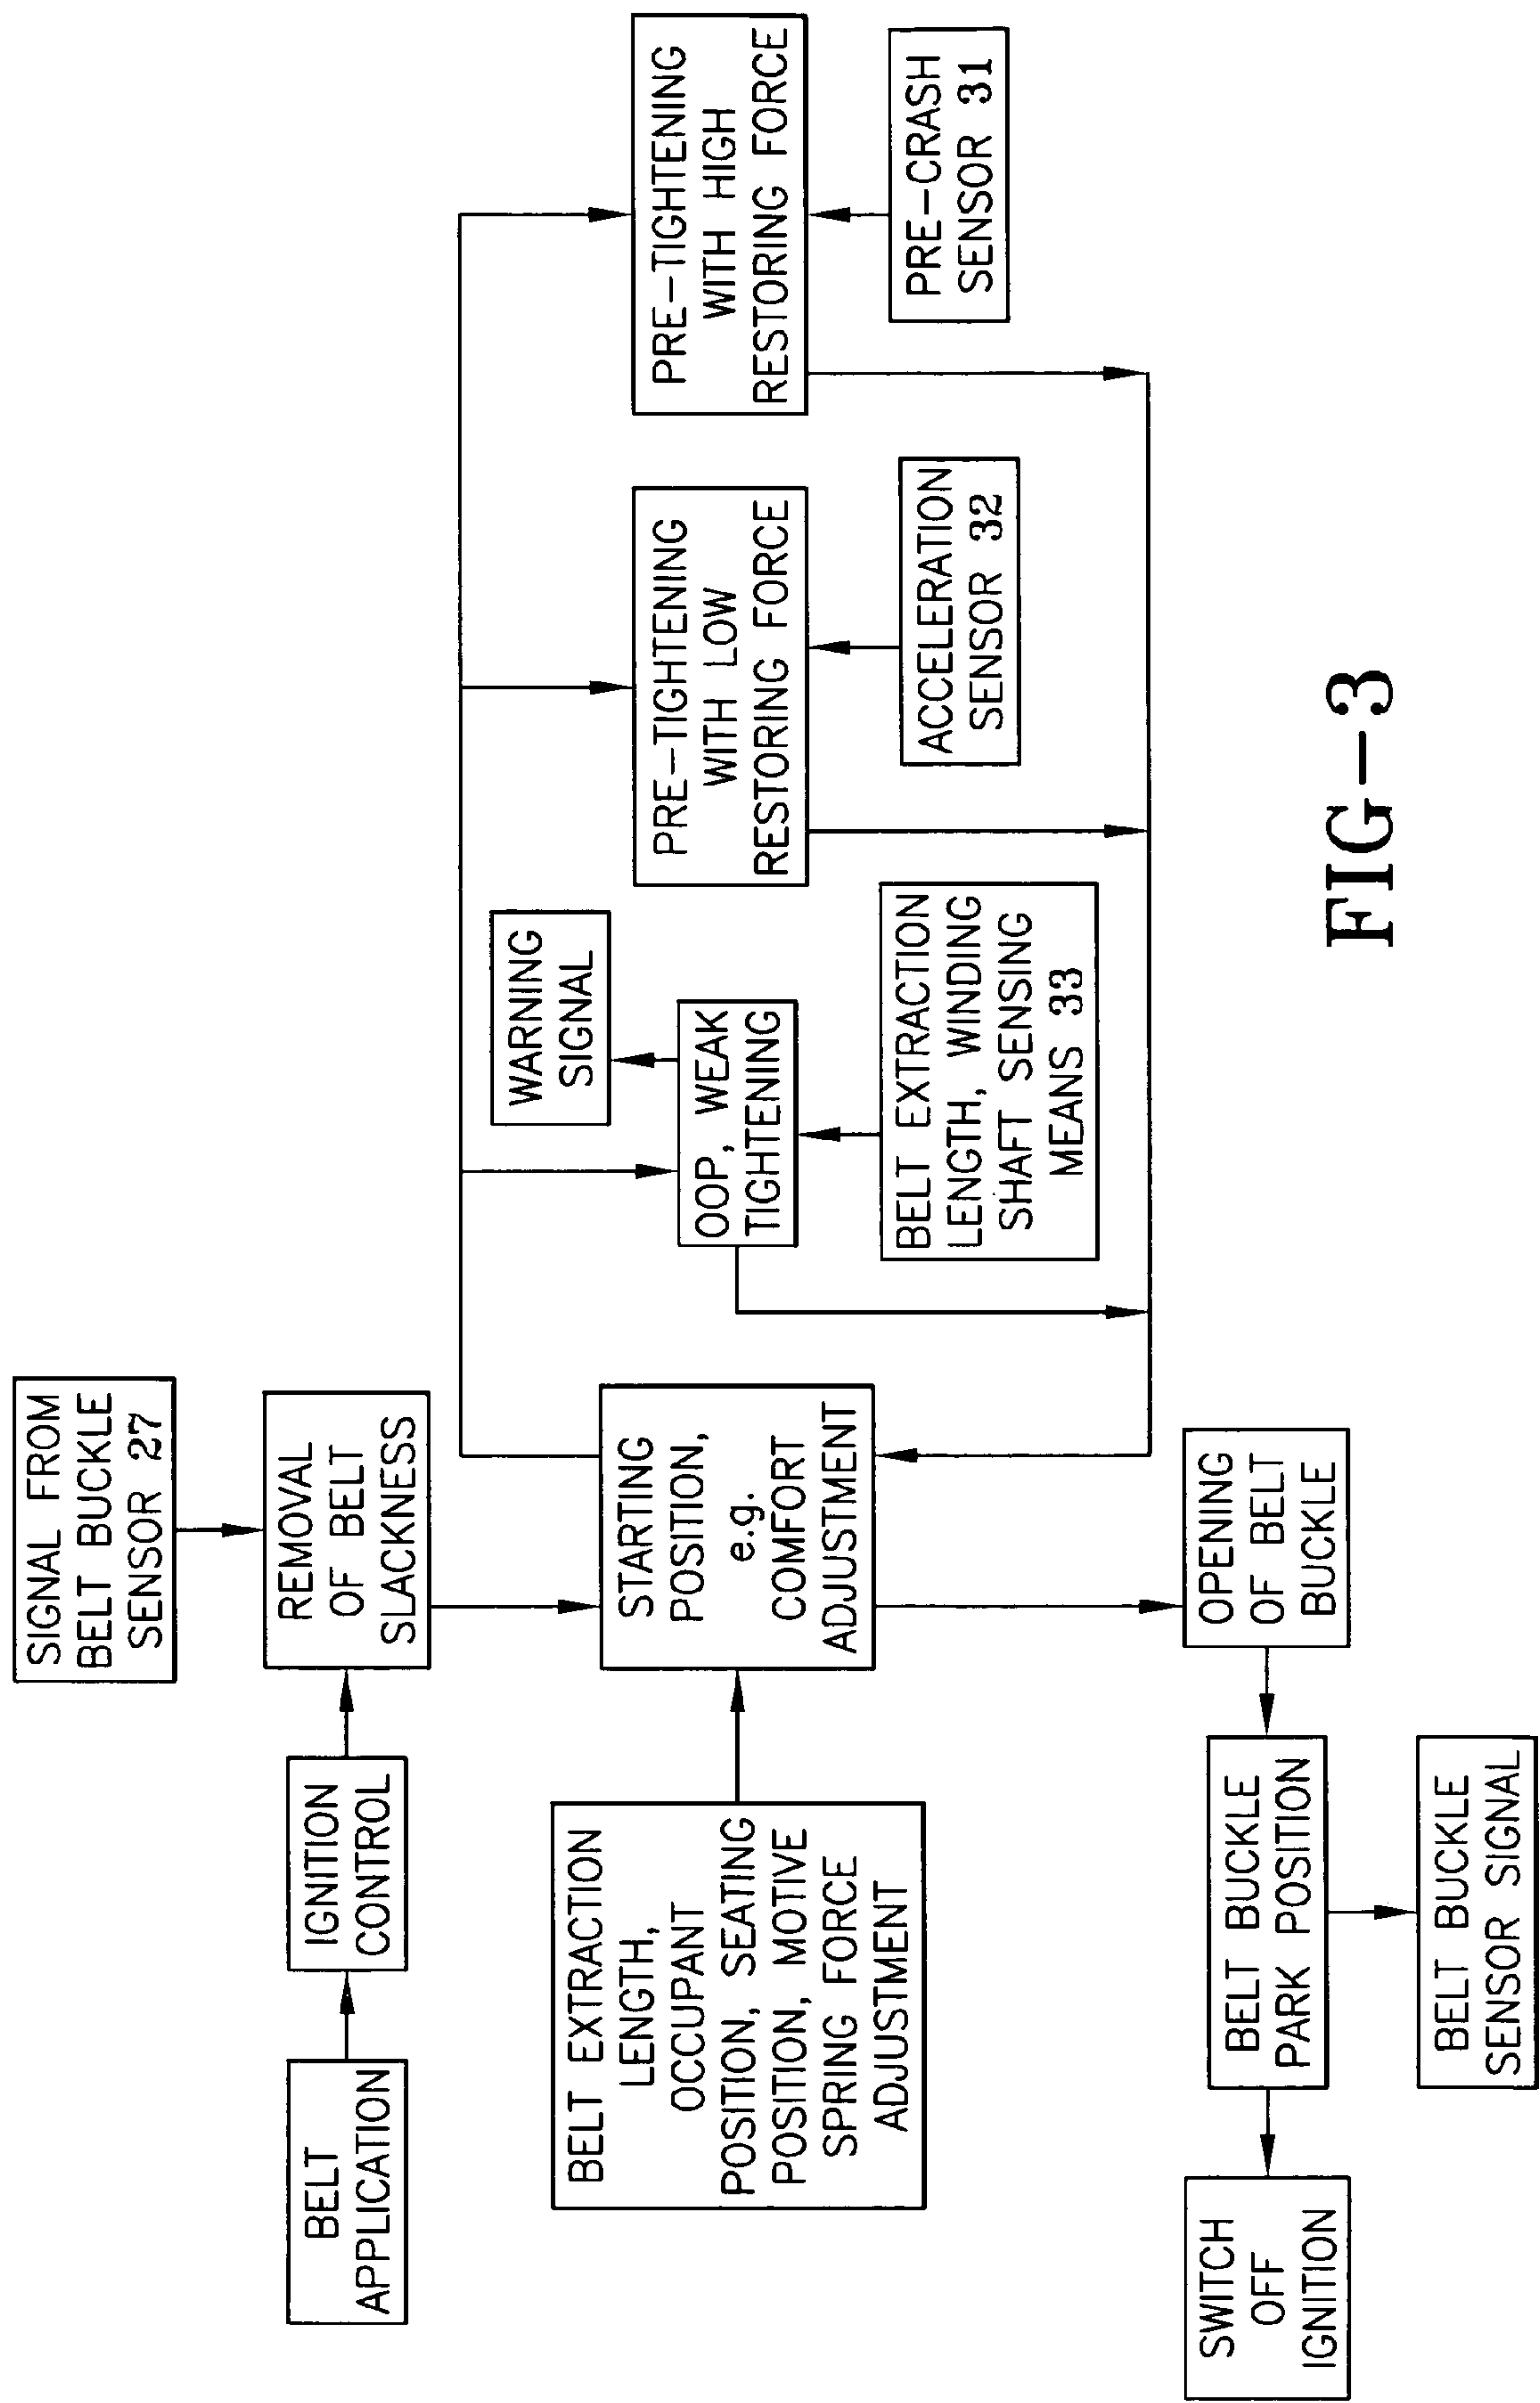 SIGNAL FROM
BELT BUCKLE
SENSOR 27
BELT
APPLICATION
IGNITION
CONTROL
REMOVAL
OF BELT
SLACKNESS
WARNING
SIGNAL
BELT EXTRACTION
LENGTH,
OCCUPANT
POSITION, SEATING
POSITION, MOTIVE
SPRING FORCE
ADJUSTMENT
STARTING
POSITION,
e.g.
COMFORT
ADJUSTMENT
OOP, WEAK
TIGHTENING
PRE-TIGHTENING
WITH LOW
RESTORING FORCE
PRE-TIGHTENING
WITH HIGH
RESTORING FORCE
BELT EXTRACTION
LENGTH, WINDING
SHAFT SENSING
MEANS 33
ACCELERATION
SENSOR 32
PRE-CRASH
SENSOR 31
SWITCH
OFF
IGNITION
BELT BUCKLE
PARK POSITION
OPENING
OF BELT
BUCKLE
BELT BUCKLE
SENSOR SIGNAL
FIG-3